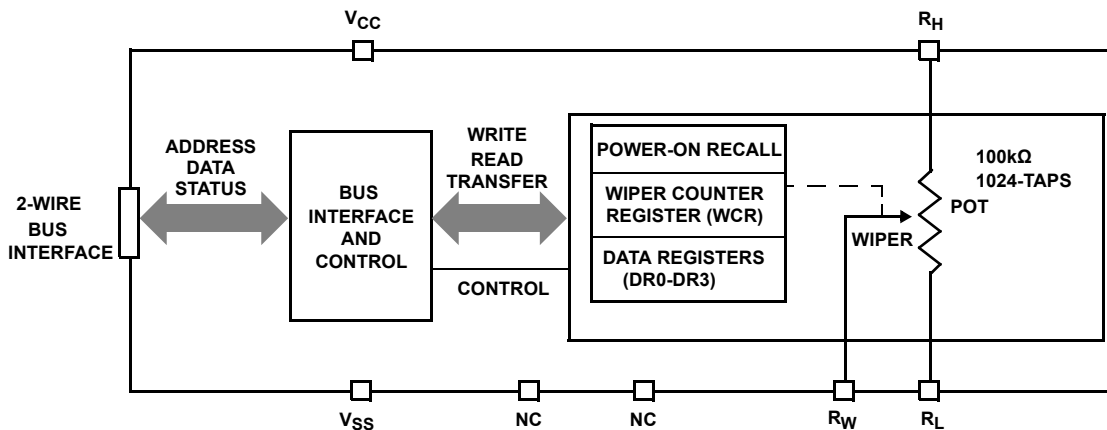 VCC
RH
ADDRESS
DATA
STATUS
2-WIRE
BUS
INTERFACE
BUS
INTERFACE
AND
CONTROL
WRITE
READ
TRANSFER
CONTROL
POWER-ON RECALL
WIPER COUNTER
REGISTER (WCR)
DATA REGISTERS
(DR0-DR3)
100kΩ
1024-TAPS
POT
WIPER
VSS
NC
NC
RW
RL